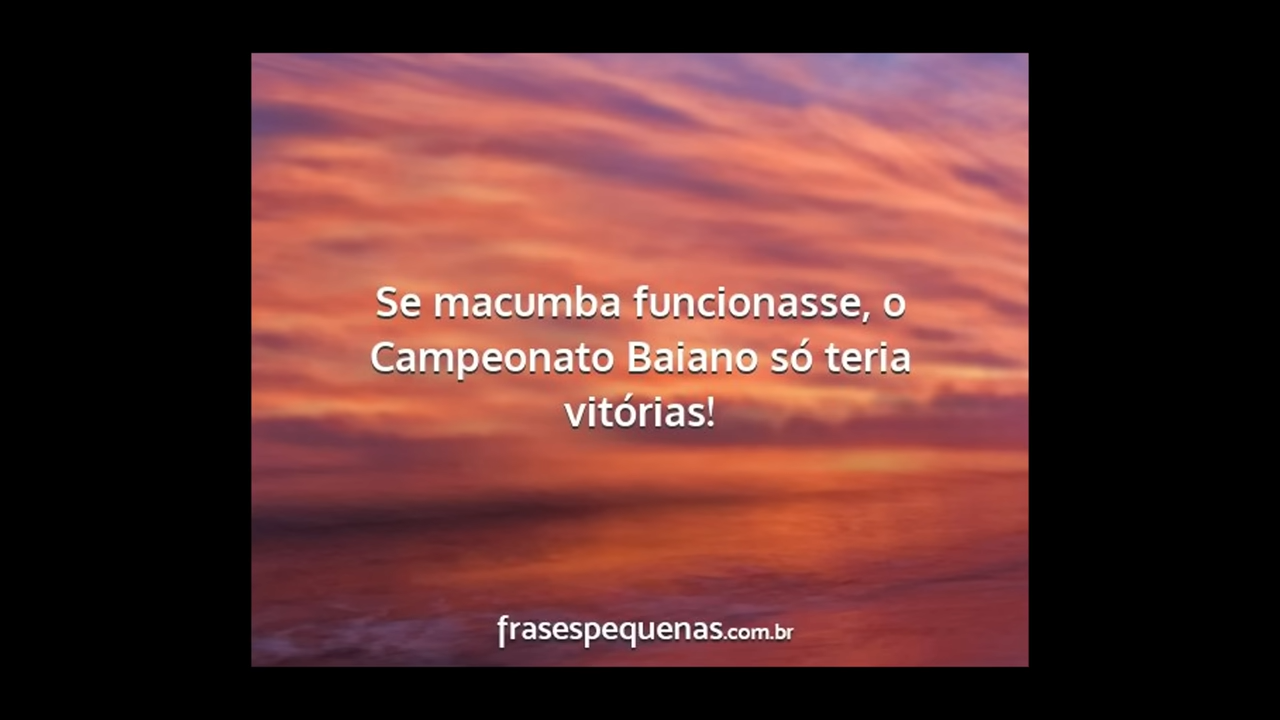 Se macumba funcionasse, o
Campeonato Baiano só teria
vitórias!
frasespequenas.com.br